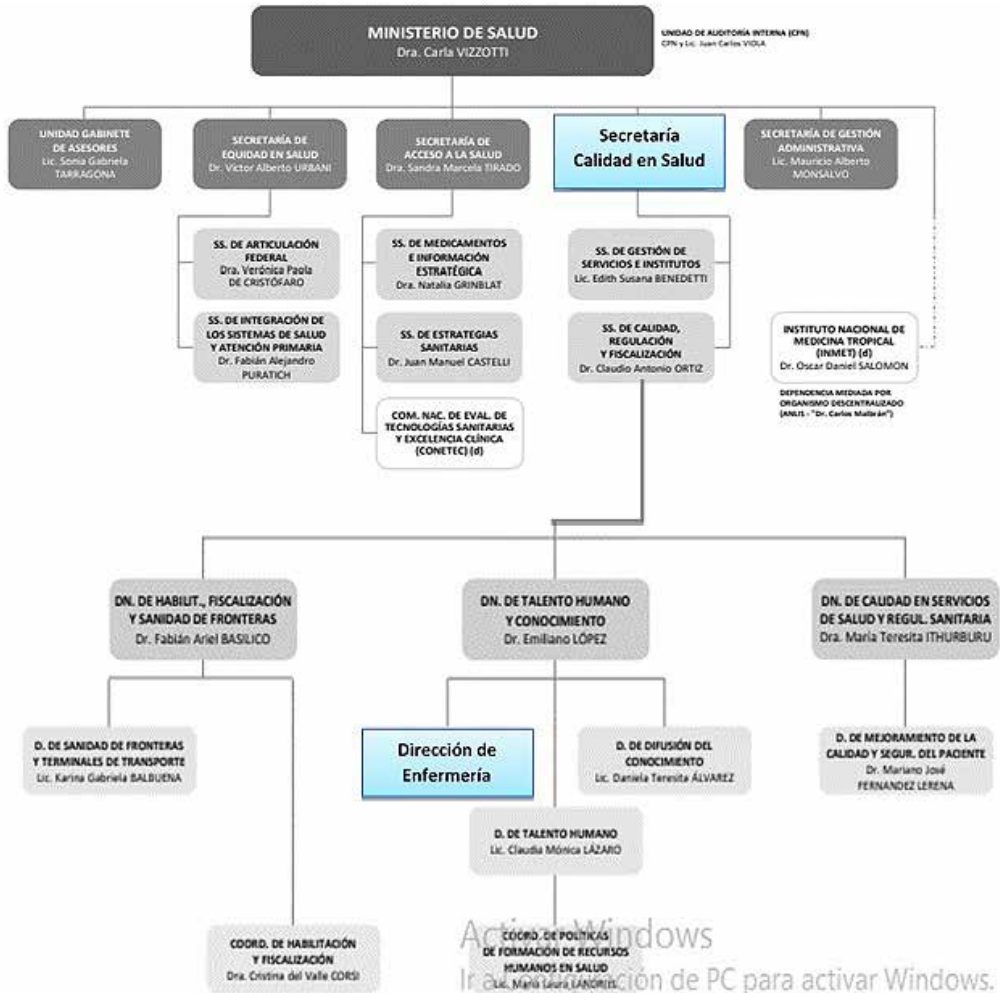 MINISTERIO DE SALUD
Dra. Carla VIZZOTTI
UNIDAD DE AUDITORÍA INTERNA (CFN)
CPN y Lic. Juan Carlos VIOLA
UNIDAD GABINETE
DE ASESORES
Lic. Sonia Gabriela
TARRAGONA
SECRETARÍA DE
EQUIDAD EN SALUD
Dr. Víctor Alberto URBANI
SECRETARÍA DE
ACCESO A LA SALUD
Dra. Sandra Marcela TIRADO
Secretaría
Calidad en Salud
SECRETARÍA DE GESTIÓN
ADMINISTRATIVA
Lic. Mauricio Alberto
MONSALVO
SS. DE ARTICULACIÓN
FEDERAL
Dra. Verónica Paola
DE CRISTÓFARO
SS. DE MEDICAMENTOS
E INFORMACIÓN
ESTRATÉGICA
Dra. Natalia GRINBLAT
SS. DE GESTIÓN DE
SERVICIOS E INSTITUTOS
Lic. Edith Susana BENEDETTI
SS. DE INTEGRACIÓN DE
LOS SISTEMAS DE SALUD
Y ATENCIÓN PRIMARIA
Dr. Fabián Alejandro
PURATICH
SS. DE ESTRATEGIAS
SANITARIAS
Dr. Juan Manuel CASTELLI
SS. DE CALIDAD,
REGULACIÓN
Y FISCALIZACIÓN
Dr. Claudio Antonio ORTIZ
INSTITUTO NACIONAL DE
MEDICINA TROPICAL
(INMET) (d)
Dr. Oscar Daniel SALOMON
DEPENDENCIA MEDIADA POR
ORGANISMO DESCENTRALIZADO
(ANLIS - "Dr. Carlos Malbrán")
COM. NAC. DE EVAL. DE
TECNOLOGÍAS SANITARIAS
Y EXCELENCIA CLÍNICA
(CONETEC) (d)
DN. DE HABILIT., FISCALIZACIÓN
Y SANIDAD DE FRONTERAS
Dr. Fabián Ariel BASILICO
DN. DE TALENTO HUMANO
Y CONOCIMIENTO
Dr. Emiliano LÓPEZ
DN. DE CALIDAD EN SERVICIOS
DE SALUD Y REGUL. SANITARIA
Dra. María Teresita ITHURBURU
D. DE SANIDAD DE FRONTERAS
Y TERMINALES DE TRANSPORTE
Lic. Karina Gabriela BALBUENA
Dirección de
Enfermería
D. DE DIFUSIÓN DEL
CONOCIMIENTO
Lic. Daniela Teresita ÁLVAREZ
D. DE MEJORAMIENTO DE LA
CALIDAD Y SEGUR. DEL PACIENTE
Dr. Mariano José
FERNANDEZ LERENA
D. DE TALENTO HUMANO
Lic. Claudia Mónica LÁZARO
COORD. DE HABILITACIÓN
Y FISCALIZACIÓN
Dra. Cristina del Valle CORSI
COORD. DE POLÍTICAS
DE FORMACIÓN DE RECURSOS
HUMANOS EN SALUD
Lic. María Laura
Activar Windows
Ir a Configuración de PC para activar Windows.